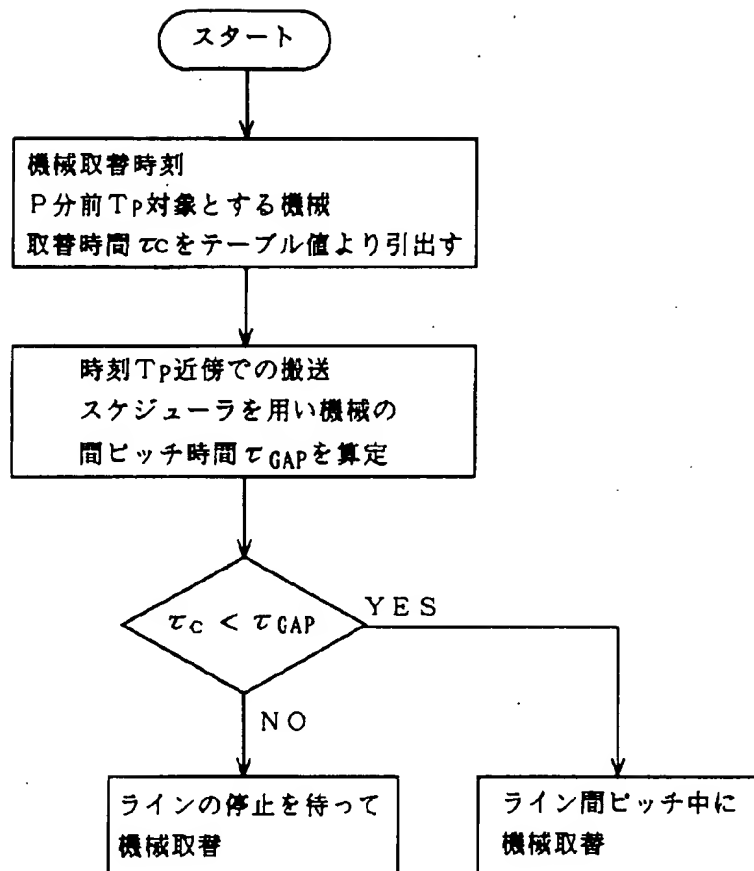 スタート
機械取替時刻
P分前TP対象とする機械
取替時間τCをテーブル値より引出す
時刻TP近傍での搬送
スケジューラを用い機械の
間ピッチ時間τGAPを算定
τC < τGAP
YES
NO
ラインの停止を待って
機械取替
ライン間ピッチ中に
機械取替